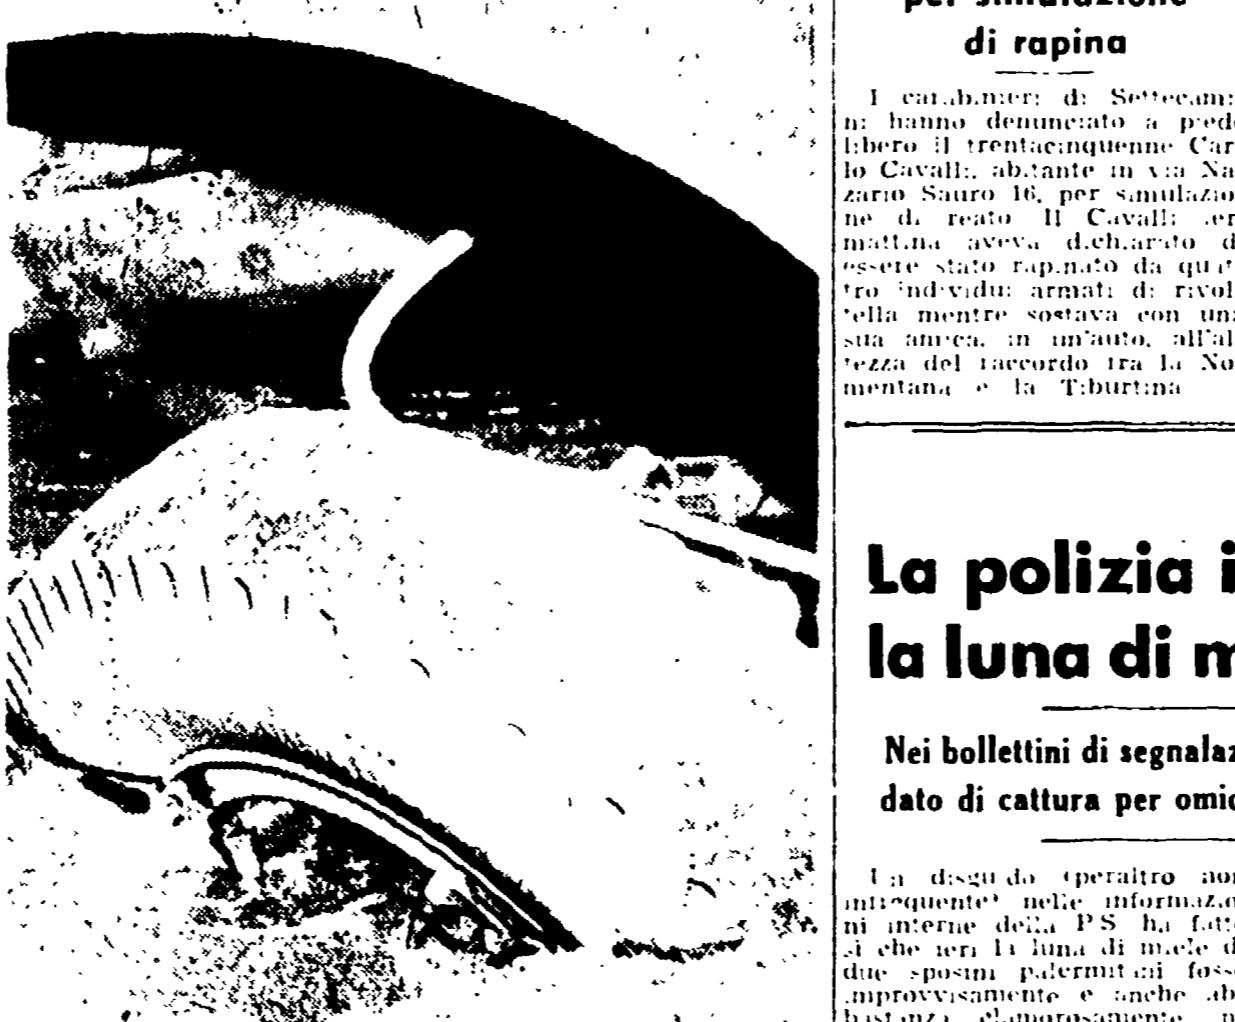 per simulazione
di rapina
I carabinieri di Settecami
ni hanno denunciato a piede
libero il trentacinquenne Car
lo Cavalli, abitante in via Na
zario Sauro 16, per simulazio
ne di reato Il Cavalli ier
mattina aveva dichiarato d
essere stato rapinato da quat
tro individui armati di rivol
tella mentre sostava con una
sua amica, in un'auto, all'al
tezza del raccordo tra la No
mentana e la Tiburtina
La polizia i
la luna di m
Nei bollettini di segnalaz
dato di cattura per omic
Un disguido (peraltro non
infrequente) nelle informazio
ni interne della P S ha fatto
sì che ieri la luna di miele d
due sposini palermitani fosse
improvvisamente e anche ab
bastanza clamorosamente